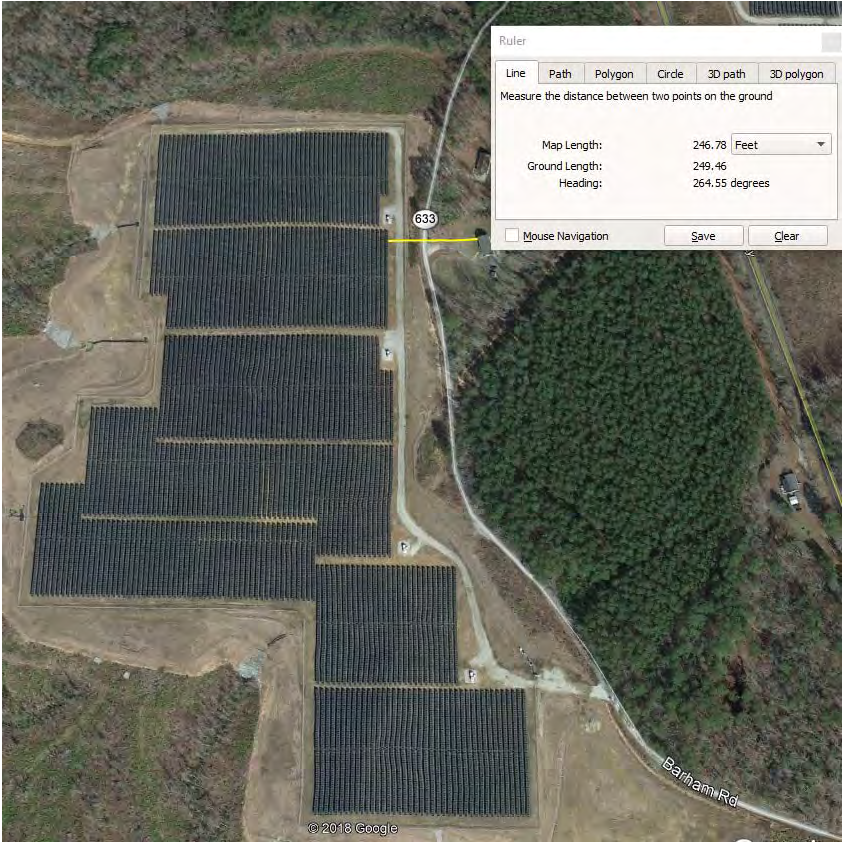 Ruler
Line Path Polygon Circle 3D path 3D polygon
Measure the distance between two points on the ground
Map Length: 246.78 Feet
Ground Length: 249.46
Heading: 264.55 degrees
Mouse Navigation Save Clear
633
Barham Rd
© 2018 Google